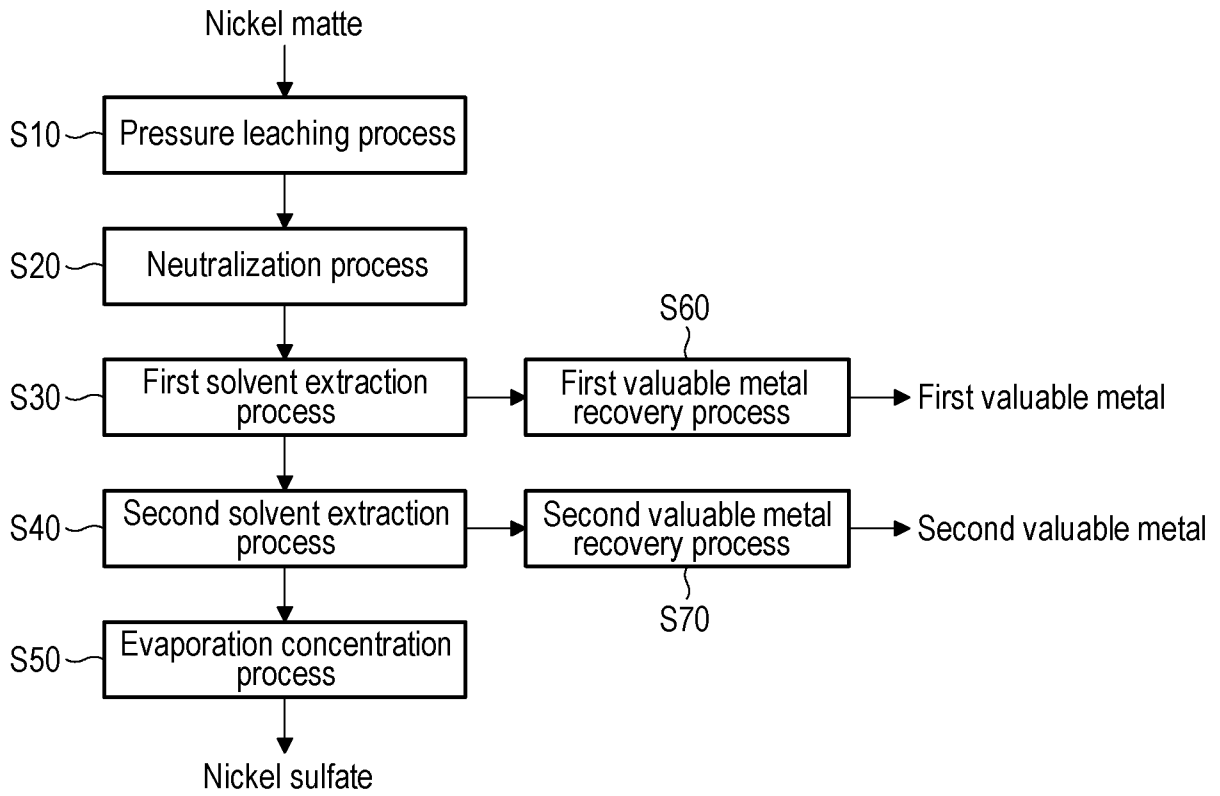 Nickel matte
S10
Pressure leaching process
S20
Neutralization process
S60
S30
First solvent extraction
process
First valuable metal
recovery process
First valuable metal
S40
Second solvent extraction
process
Second valuable metal
recovery process
Second valuable metal
S70
S50
Evaporation concentration
process
Nickel sulfate